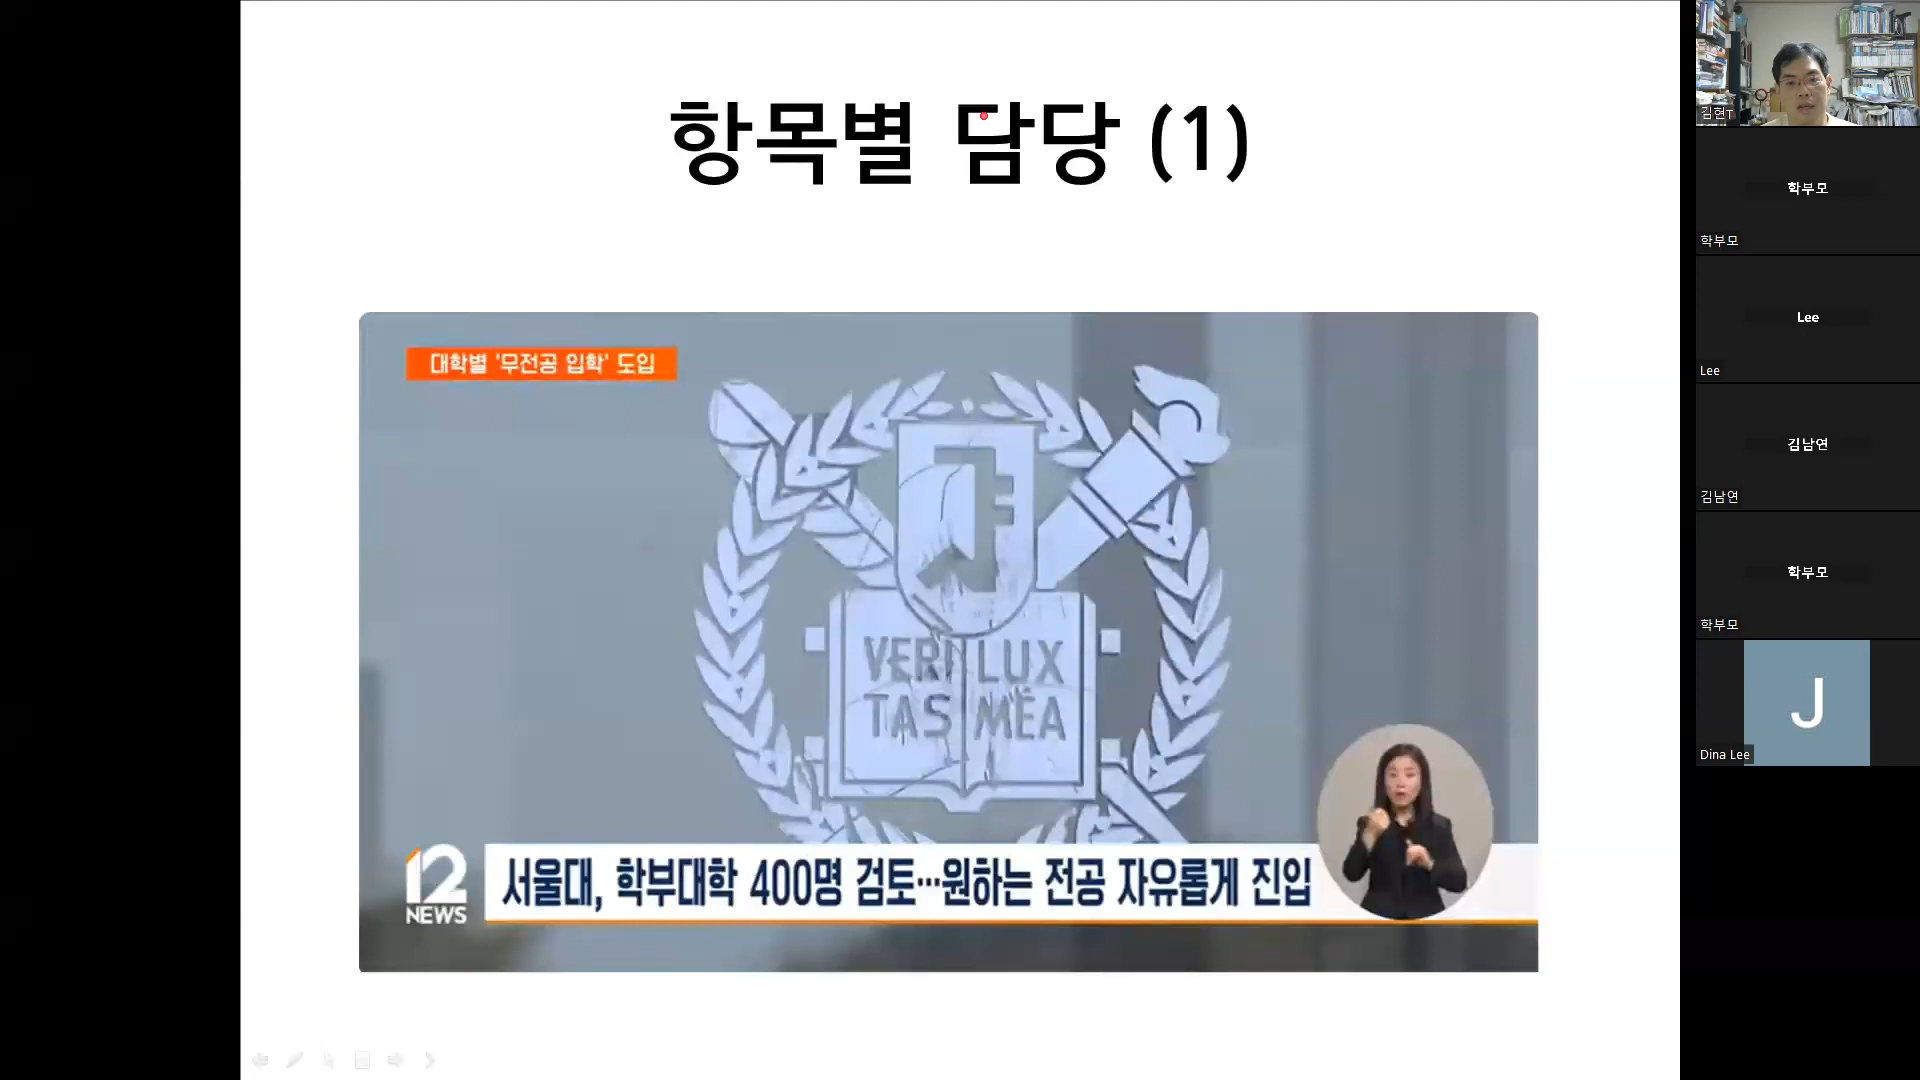 항목별 담당 (1)
대학별 '무전공 입학' 도입
VERI LUX
TAS MEA
12
NEWS
서울대, 학부대학 400명 검토…원하는 전공 자유롭게 진입
김현T
학부모
학부모
Lee
Lee
김남연
김남연
학부모
학부모
J
Dina Lee